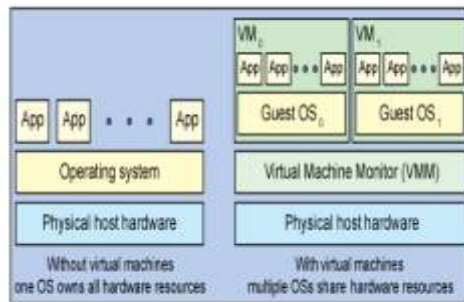 App App • • • App
Operating system
Physical host hardware
Without virtual machines
one OS owns all hardware resources
VM0 VM1
App App • • • App App App • • • App
Guest OS0 Guest OS1
Virtual Machine Monitor (VMM)
Physical host hardware
With virtual machines
multiple OSs share hardware resources